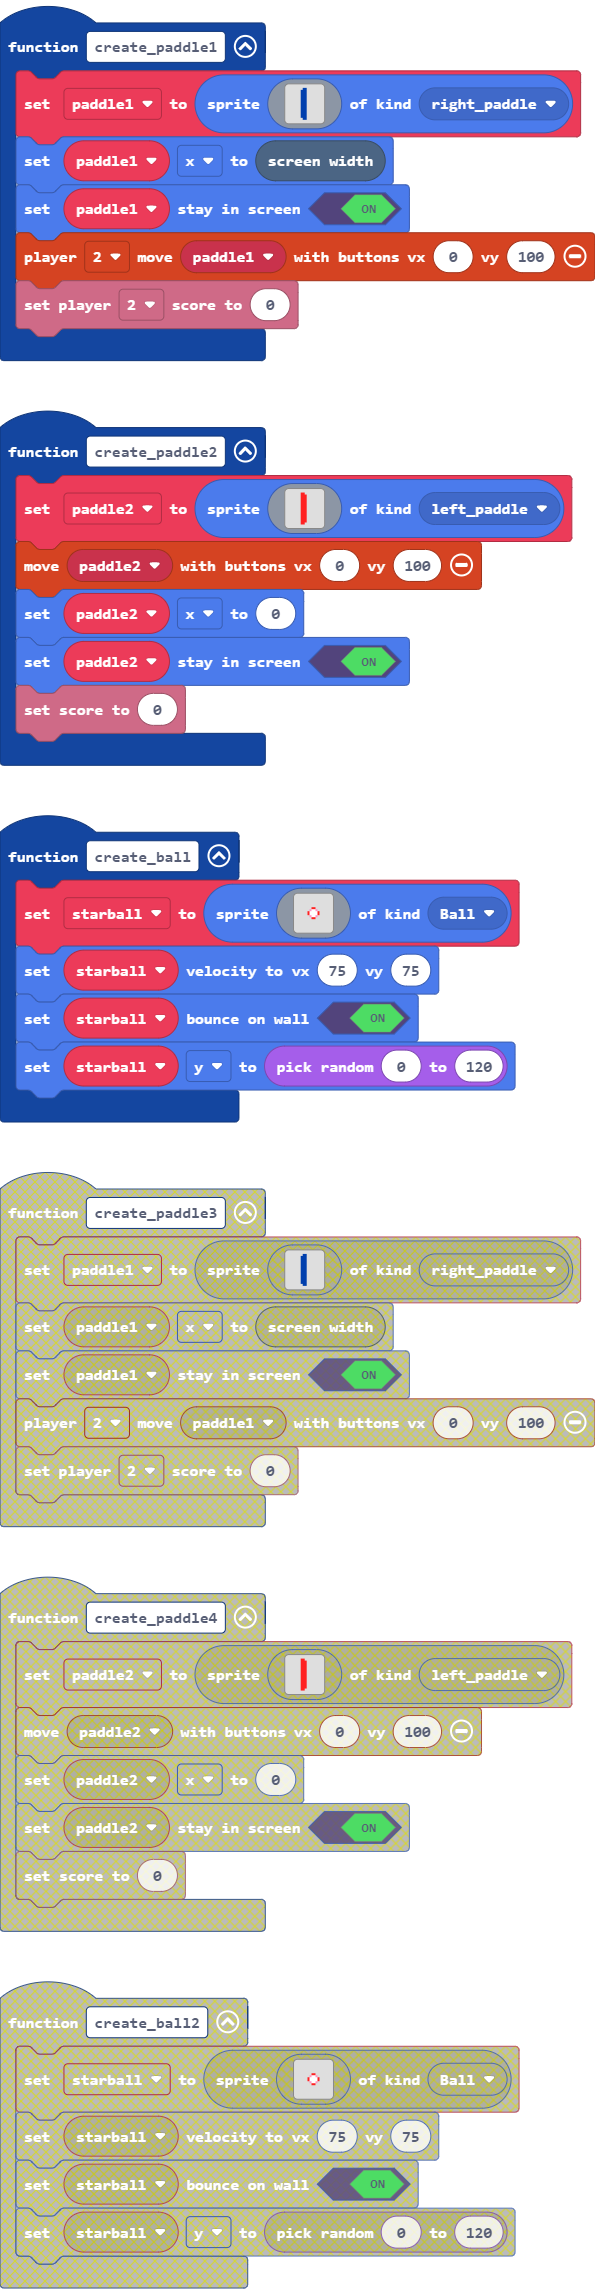 function create_paddle1
set paddle1 to sprite of kind right_paddle
set paddle1 x to screen width
set paddle1 stay in screen ON
player 2 move paddle1 with buttons vx 0 vy 100
set player 2 score to 0
function create_paddle2
set paddle2 to sprite of kind left_paddle
move paddle2 with buttons vx 0 vy 100
set paddle2 x to 0
set paddle2 stay in screen ON
set score to 0
function create_ball
set starball to sprite of kind Ball
set starball velocity to vx 75 vy 75
set starball bounce on wall ON
set starball y to pick random 0 to 120
function create_paddle3
set paddle1 to sprite of kind right_paddle
set paddle1 x to screen width
set paddle1 stay in screen ON
player 2 move paddle1 with buttons vx 0 vy 100
set player 2 score to 0
function create_paddle4
set paddle2 to sprite of kind left_paddle
move paddle2 with buttons vx 0 vy 100
set paddle2 x to 0
set paddle2 stay in screen ON
set score to 0
function create_ball2
set starball to sprite of kind Ball
set starball velocity to vx 75 vy 75
set starball bounce on wall ON
set starball y to pick random 0 to 120